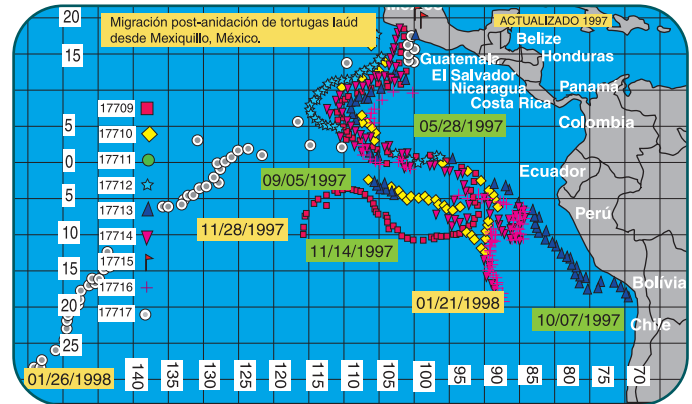 Migración post-anidación de tortugas laúd
desde Mexiquillo, México.
ACTUALIZADO 1997
México
Belize
Honduras
Guatemala
El Salvador
Nicaragua
Costa Rica
Panamá
Colombia
Ecuador
Perú
Bolívia
Chile
20
15
5
0
5
10
15
20
25
17709
17710
17711
17712
17713
17714
17715
17716
17717
05/28/1997
09/05/1997
11/28/1997
11/14/1997
01/21/1998
10/07/1997
01/26/1998
140
135
130
125
120
115
110
105
100
95
90
85
80
75
70